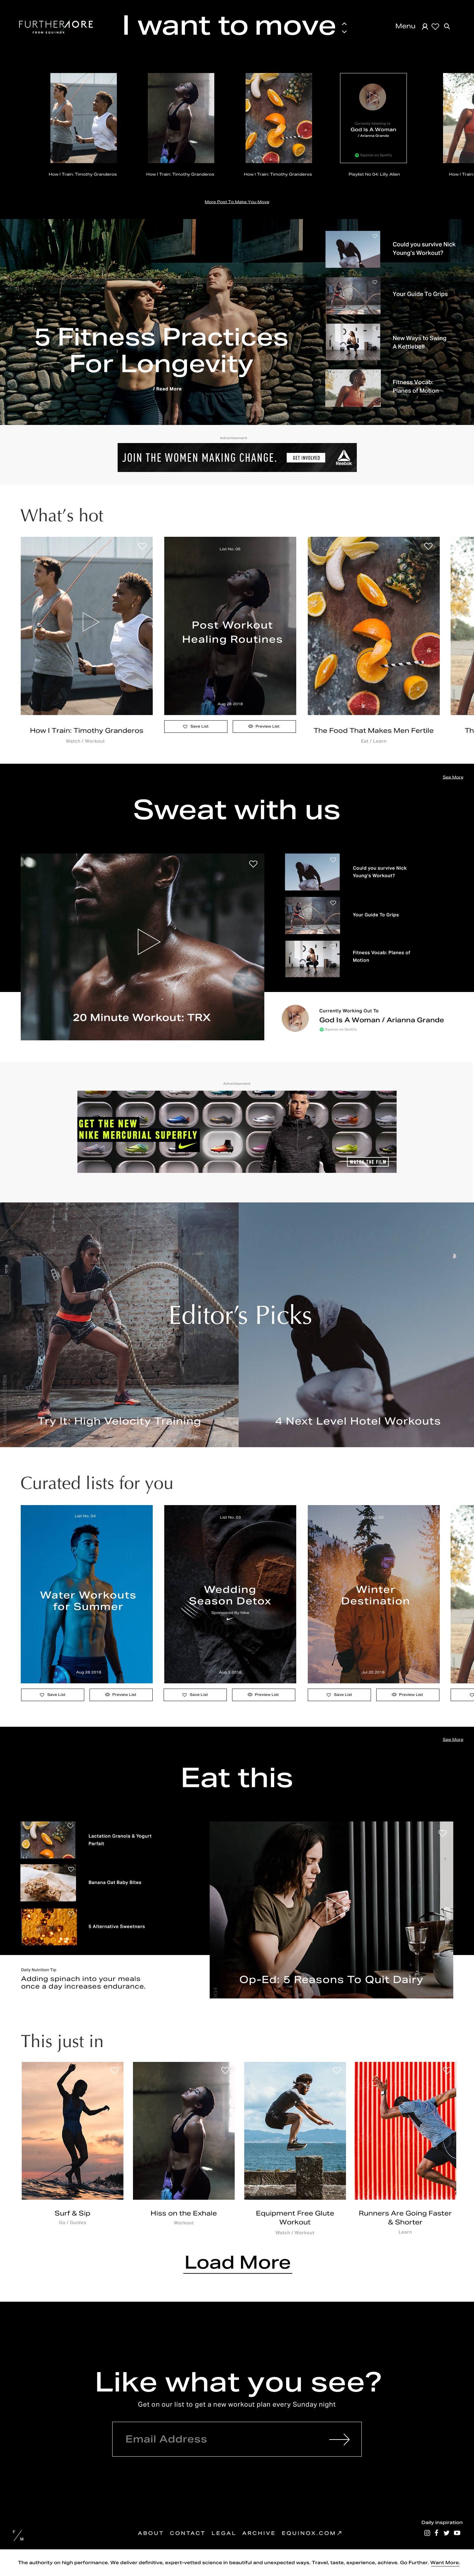 FURTHERMORE
FROM EQUINOX
I want to move
Menu
Currently listening to
God Is A Woman
/ Arianna Grande
Equinox on Spotify
How I Train: Timothy Granderos
How I Train: Timothy Granderos
How I Train: Timothy Granderos
Playlist No 04: Lilly Allen
How I Train:
More Post To Make You Move
5 Fitness Practices
For Longevity
/ Read More
Could you survive Nick
Young's Workout?
Your Guide To Grips
New Ways to Swing
A Kettlebell
Fitness Vocab:
Planes of Motion
Advertisement
JOIN THE WOMEN MAKING CHANGE.
GET INVOLVED
Reebok
What's hot
List No. 06
Post Workout
Healing Routines
Aug 28 2018
Save List
Preview List
How I Train: Timothy Granderos
Watch / Workout
The Food That Makes Men Fertile
Eat / Learn
Th
See More
Sweat with us
20 Minute Workout: TRX
Could you survive Nick
Young's Workout?
Your Guide To Grips
Fitness Vocab: Planes of
Motion
Currently Working Out To
God Is A Woman / Arianna Grande
Equinox on Spotify
Advertisement
GET THE NEW
NIKE MERCURIAL SUPERFLY
WATCH THE FILM
Editor's Picks
Try It: High Velocity Training
4 Next Level Hotel Workouts
Curated lists for you
List No. 04
Water Workouts
for Summer
Aug 28 2018
List No. 03
Wedding
Season Detox
Sponsored By Nike
Aug 3 2018
Winter
Destination
Jul 20 2018
Save List
Preview List
Save List
Preview List
Save List
Preview List
See More
Eat this
Lactation Granola & Yogurt
Parfait
Banana Oat Baby Bites
5 Alternative Sweetners
Op-Ed: 5 Reasons To Quit Dairy
Daily Nutrition Tip
Adding spinach into your meals
once a day increases endurance.
This just in
Surf & Sip
Go / Guides
Hiss on the Exhale
Workout
Equipment Free Glute
Workout
Watch / Workout
Runners Are Going Faster
& Shorter
Learn
Load More
Like what you see?
Get on our list to get a new workout plan every Sunday night
Email Address
F / M
ABOUT CONTACT LEGAL ARCHIVE EQUINOX.COM
Daily inspiration
The authority on high performance. We deliver definitive, expert-vetted science in beautiful and unexpected ways. Travel, taste, experience, achieve. Go Further. Want More.